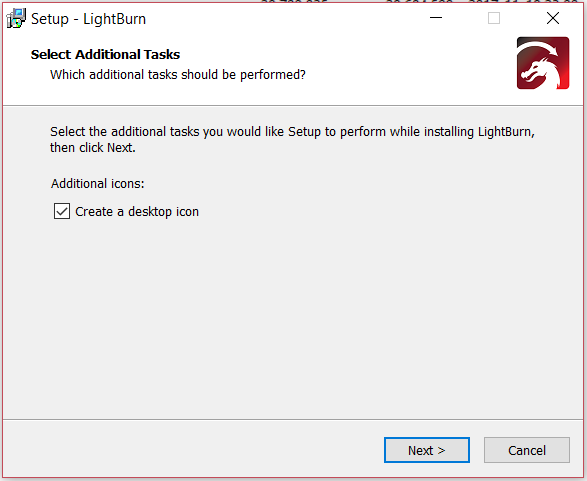 Setup - LightBurn
Select Additional Tasks
Which additional tasks should be performed?
Select the additional tasks you would like Setup to perform while installing LightBurn,
then click Next.
Additional icons:
Create a desktop icon
Next >
Cancel